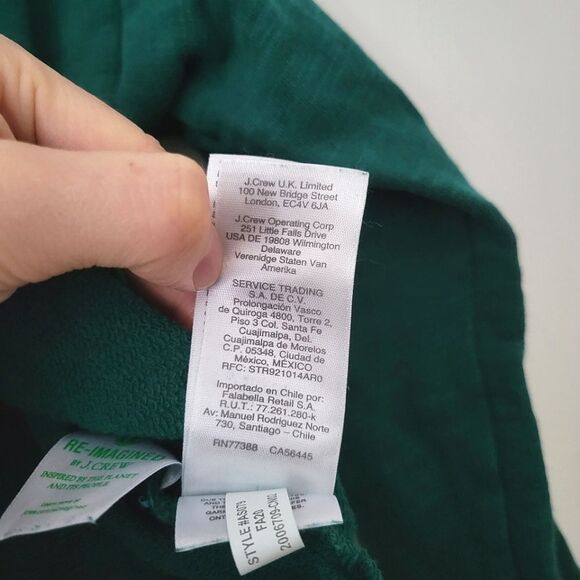 J.Crew U.K. Limited
100 New Bridge Street
London, EC4V 6JA
J.Crew Operating Corp
251 Little Falls Drive
USA DE 19808 Wilmington
Delaware
Verenidge Staten Van
Amerika
SERVICE TRADING
S.A. DE C.V.
Prolongación Vasco
de Quiroga 4800, Torre 2,
Piso 3 Col. Santa Fe
Cuajimalpa, Del.
Cuajimalpa de Morelos
C.P. 05348, Ciudad de
México, MÉXICO
RFC: STR921014AR0
Importado en Chile por:
Falabella Retail S.A.
R.U.T.: 77.261.280-k
Av: Manuel Rodriguez Norte
730, Santiago – Chile
RN77388 CA56445
RE-IMAGINED
BY J.CREW
INSPIRED BY THE PLANET
AND ITS PEOPLE
STYLE#AS079
FA20